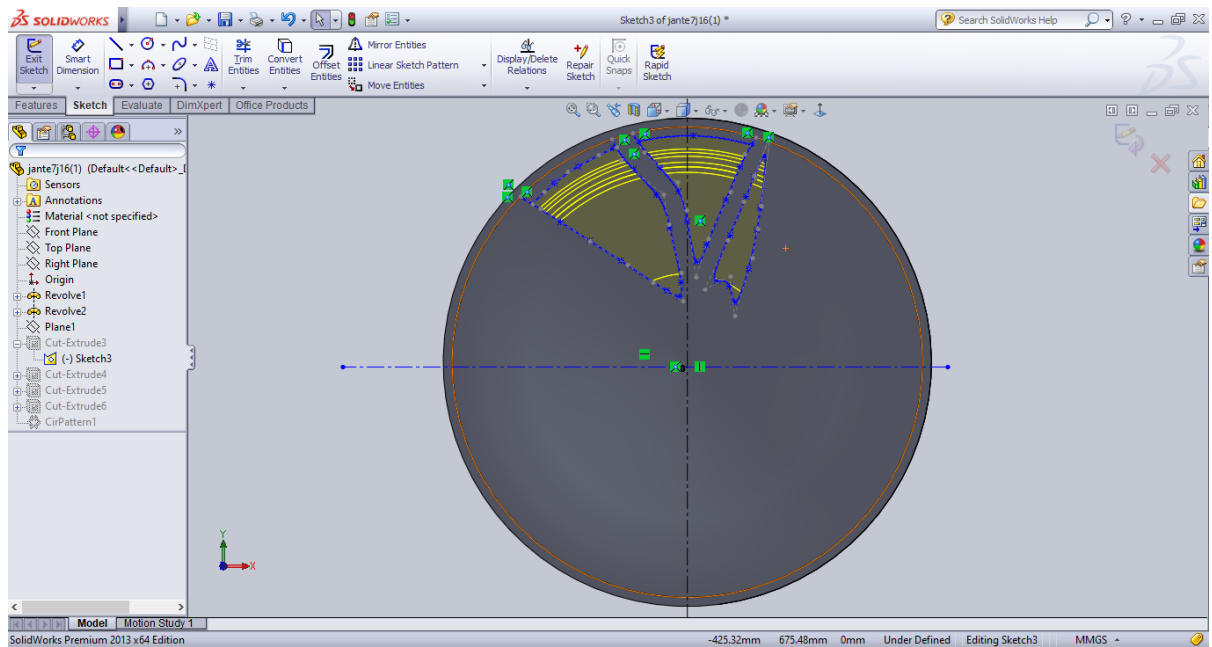 SOLIDWORKS
Sketch3 of jante7j16(1) *
Search SolidWorks Help
Exit Sketch
Smart Dimension
Trim Entities
Convert Entities
Offset Entities
Mirror Entities
Linear Sketch Pattern
Move Entities
Display/Delete Relations
Repair Sketch
Quick Snaps
Rapid Sketch
Features Sketch Evaluate DimXpert Office Products
jante7j16(1) (Default<<Default>_
Sensors
Annotations
Material <not specified>
Front Plane
Top Plane
Right Plane
Origin
Revolve1
Revolve2
Plane1
Cut-Extrude3
(-) Sketch3
Cut-Extrude4
Cut-Extrude5
Cut-Extrude6
CirPattern1
Y
X
Model Motion Study 1
SolidWorks Premium 2013 x64 Edition
-425.32mm 675.48mm 0mm Under Defined Editing Sketch3 MMGS